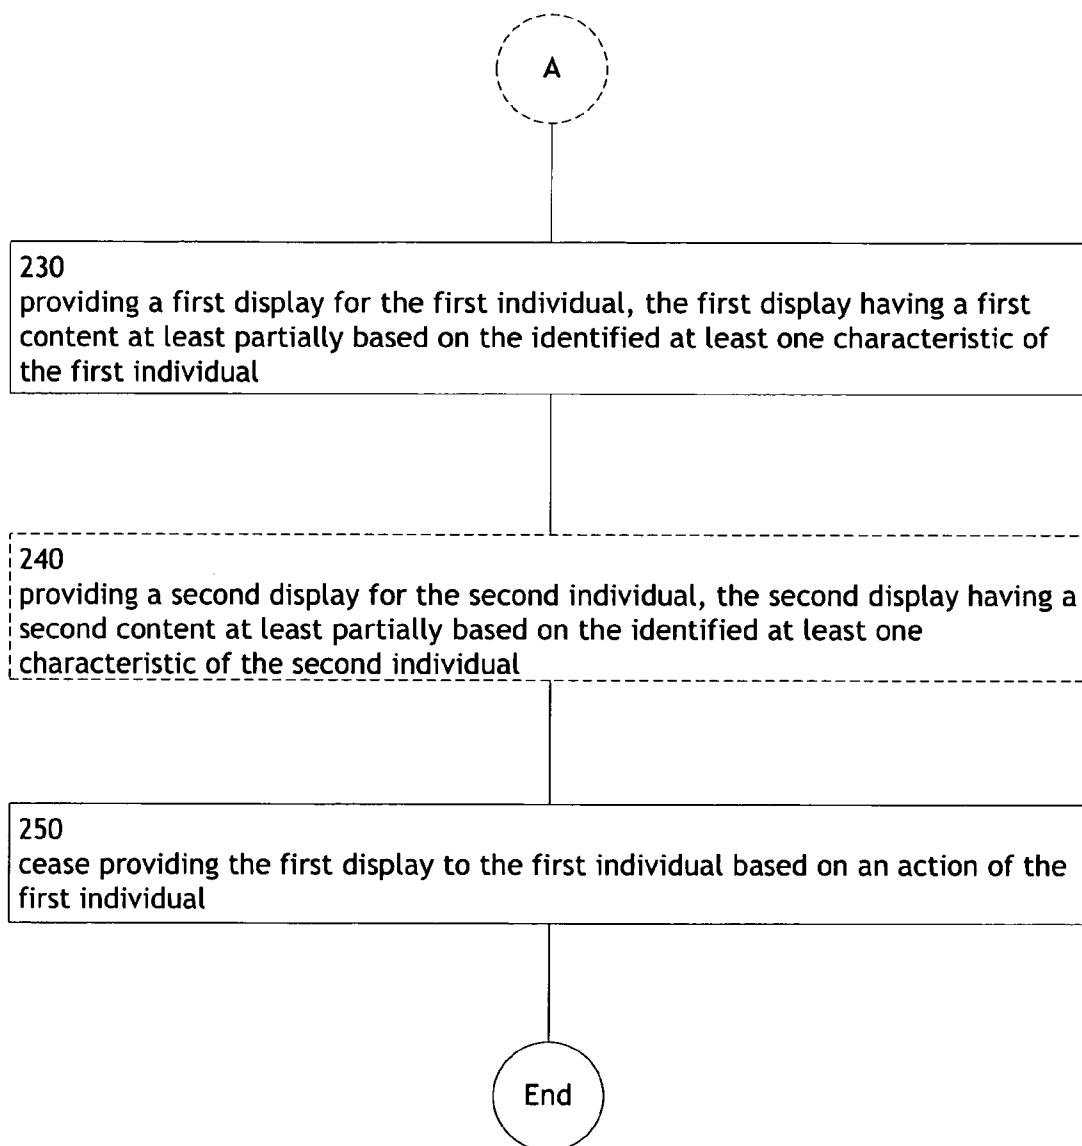 A
230
providing a first display for the first individual, the first display having a first
content at least partially based on the identified at least one characteristic of
the first individual
240
providing a second display for the second individual, the second display having a
second content at least partially based on the identified at least one
characteristic of the second individual
250
cease providing the first display to the first individual based on an action of the
first individual
End